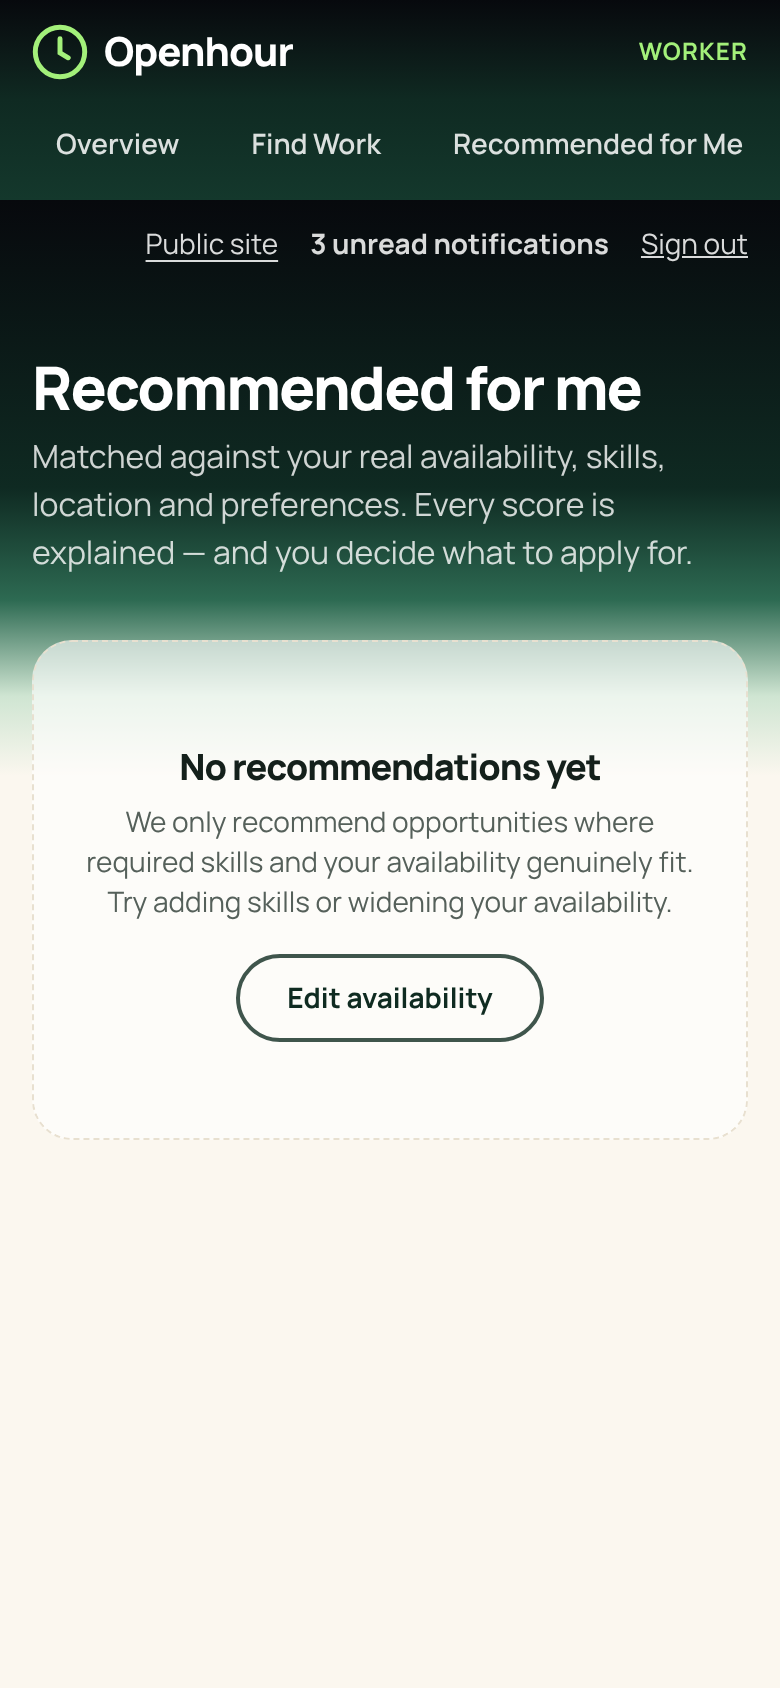 Openhour
WORKER
Overview Find Work Recommended for Me
Public site 3 unread notifications Sign out
Recommended for me
Matched against your real availability, skills,
location and preferences. Every score is
explained — and you decide what to apply for.
No recommendations yet
We only recommend opportunities where
required skills and your availability genuinely fit.
Try adding skills or widening your availability.
Edit availability